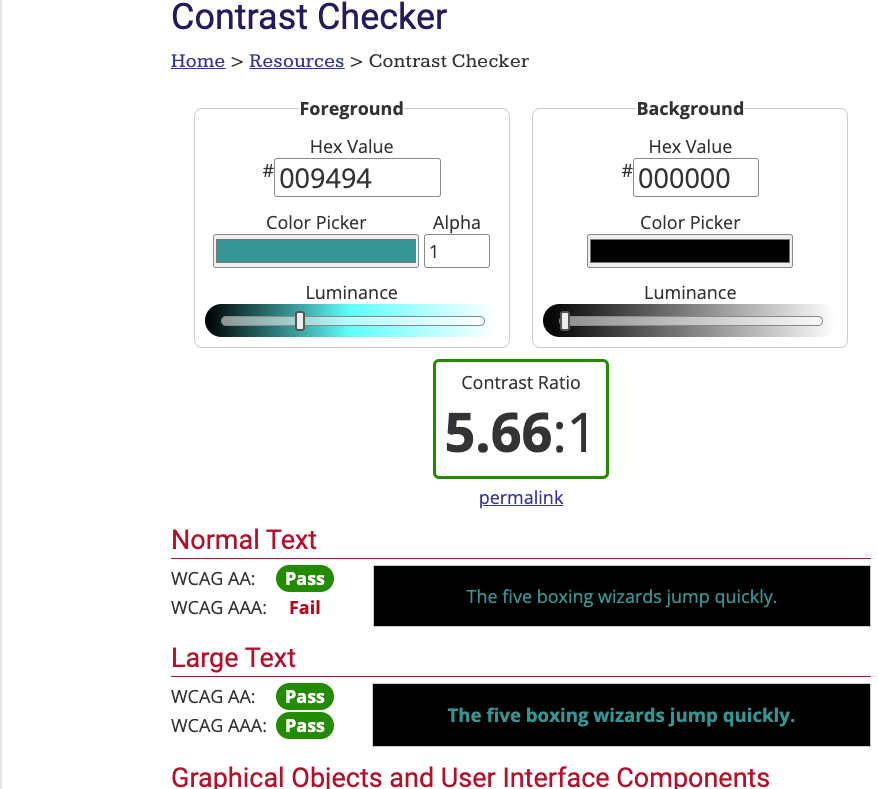 Contrast Checker
Home > Resources > Contrast Checker
Foreground
Hex Value
#009494
Color Picker
Alpha
1
Luminance
Background
Hex Value
#000000
Color Picker
Luminance
Contrast Ratio
5.66:1
permalink
Normal Text
WCAG AA: Pass
WCAG AAA: Fail
The five boxing wizards jump quickly.
Large Text
WCAG AA: Pass
WCAG AAA: Pass
The five boxing wizards jump quickly.
Graphical Objects and User Interface Components